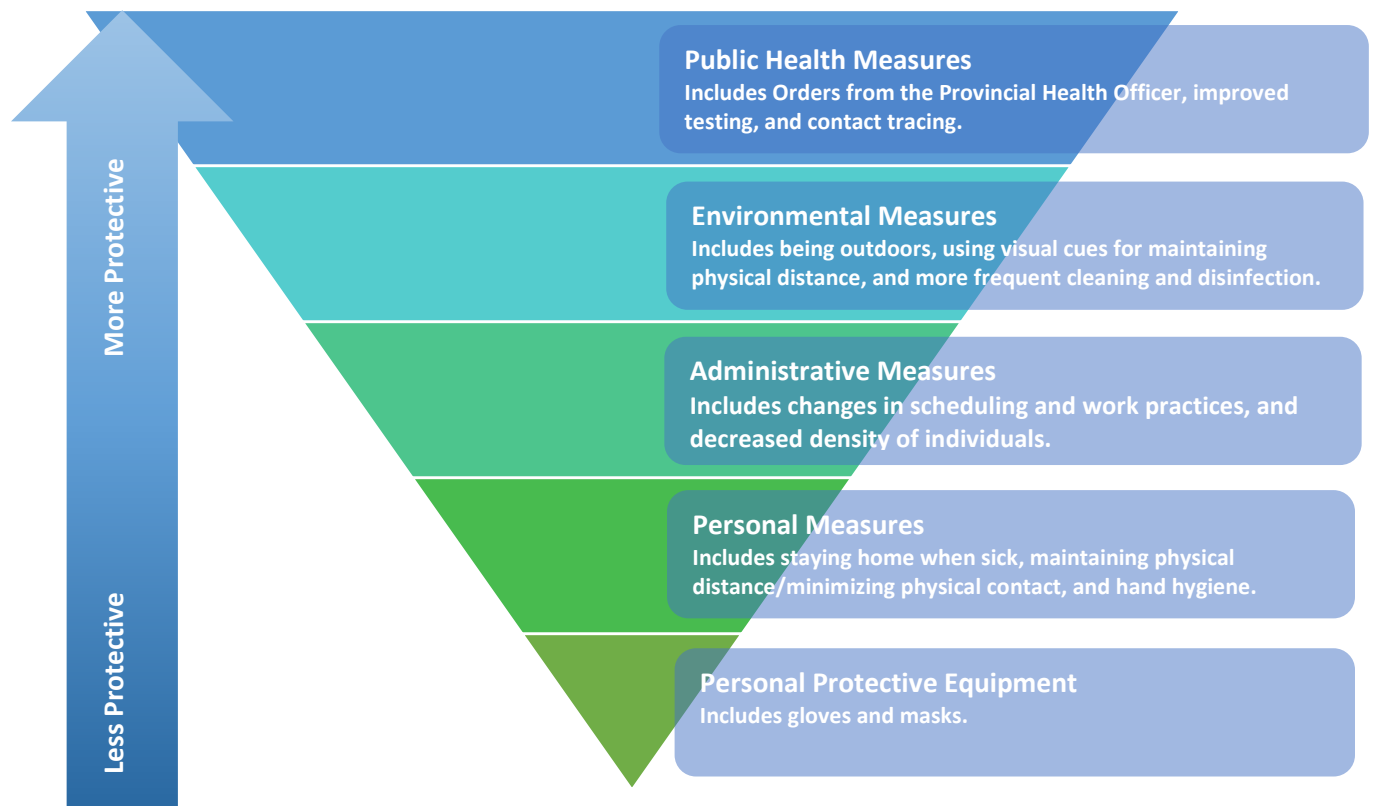 Public Health Measures
Includes Orders from the Provincial Health Officer, improved
testing, and contact tracing.
More Protective
Environmental Measures
Includes being outdoors, using visual cues for maintaining
physical distance, and more frequent cleaning and disinfection.
Administrative Measures
Includes changes in scheduling and work practices, and
decreased density of individuals.
Personal Measures
Includes staying home when sick, maintaining physical
distance/minimizing physical contact, and hand hygiene.
Less Protective
Personal Protective Equipment
Includes gloves and masks.